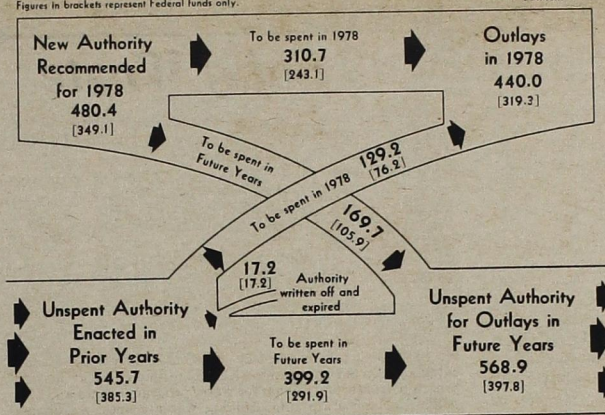 Figures in brackets represent Federal funds only.
New Authority
Recommended
for 1978
480.4
[349.1]
To be spent in 1978
310.7
[243.1]
Outlays
in 1978
440.0
[319.3]
To be spent in
Future Years
169.7
[105.9]
To be spent in 1978
129.2
[76.2]
17.2
[17.2]
Authority
written off and
expired
Unspent Authority
Enacted in
Prior Years
545.7
[385.3]
To be spent in
Future Years
399.2
[291.9]
Unspent Authority
for Outlays in
Future Years
568.9
[397.8]